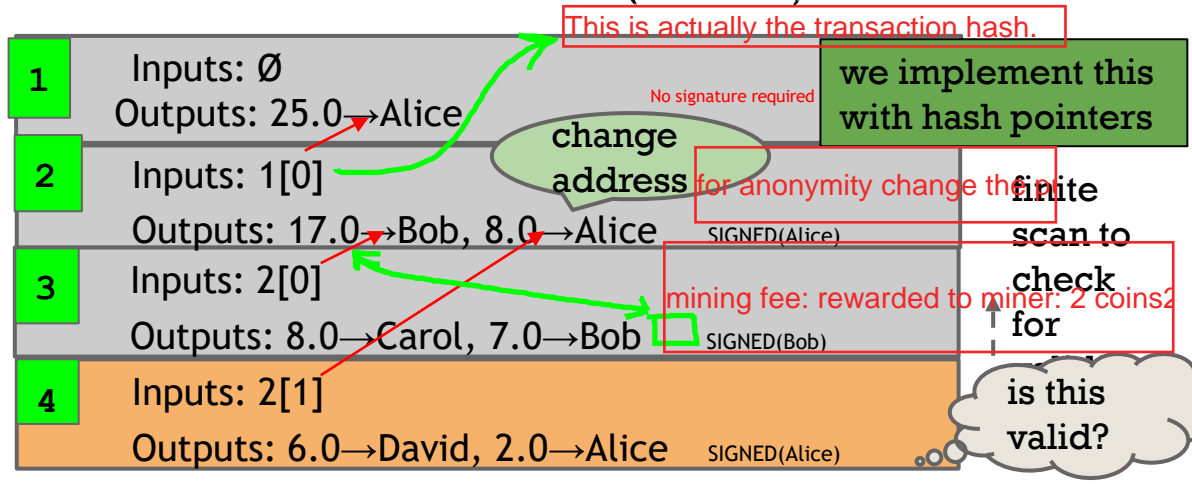 This is actually the transaction hash.
1
Inputs: Ø
Outputs: 25.0→Alice
No signature required
we implement this
with hash pointers
change
address
2
Inputs: 1[0]
for anonymity change the
Outputs: 17.0→Bob, 8.0→Alice
SIGNED(Alice)
finite
scan to
check
for
3
Inputs: 2[0]
mining fee: rewarded to miner: 2 coins2
Outputs: 8.0→Carol, 7.0→Bob
SIGNED(Bob)
4
Inputs: 2[1]
Outputs: 6.0→David, 2.0→Alice
SIGNED(Alice)
is this
valid?